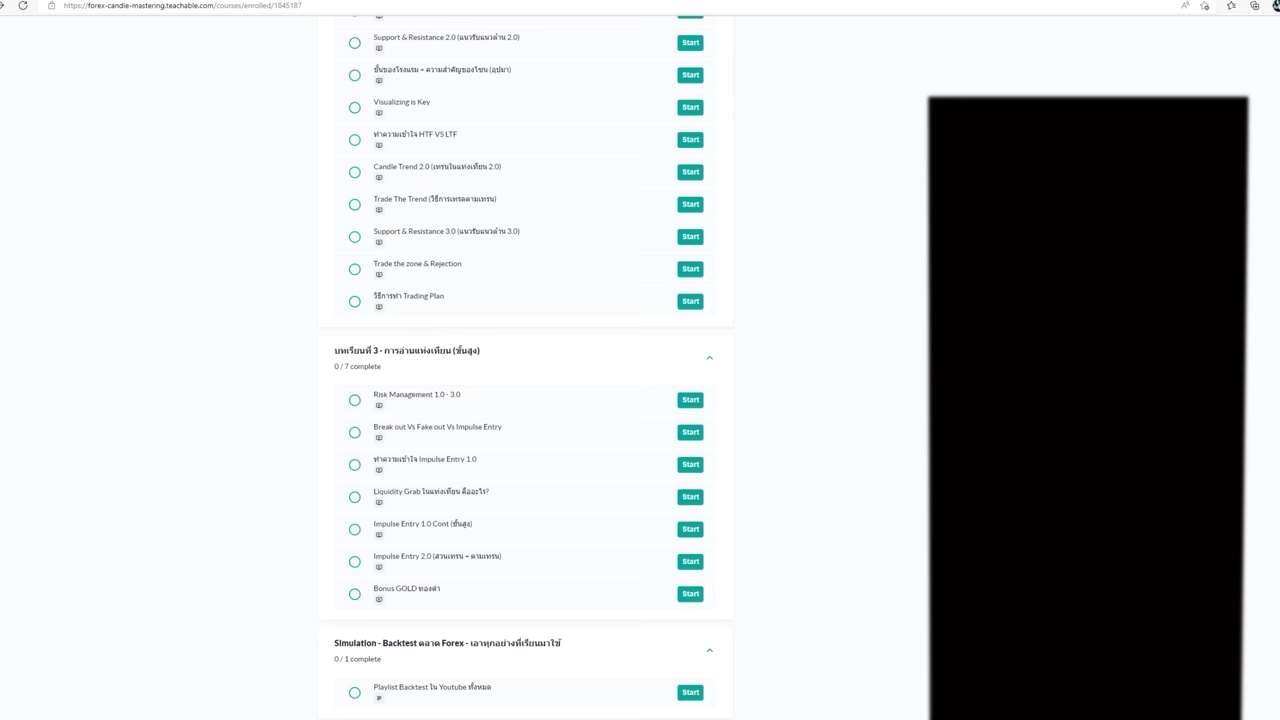 https://forex-candle-mastering.teachable.com/courses/enrolled/1845187
Support & Resistance 2.0 (แนวรับแนวต้าน 2.0)
Start
ชั้นของโรงแรม + ความสำคัญของโซน (อุปมา)
Start
Visualizing is Key
Start
ทำความเข้าใจ HTF VS LTF
Start
Candle Trend 2.0 (เทรนในแท่งเทียน 2.0)
Start
Trade The Trend (วิธีการเทรดตามเทรน)
Start
Support & Resistance 3.0 (แนวรับแนวต้าน 3.0)
Start
Trade the zone & Rejection
Start
วิธีการทำ Trading Plan
Start
บทเรียนที่ 3 - การอ่านแท่งเทียน (ขั้นสูง)
0 / 7 complete
Risk Management 1.0 - 3.0
Start
Break out Vs Fake out Vs Impulse Entry
Start
ทำความเข้าใจ Impulse Entry 1.0
Start
Liquidity Grab ในแท่งเทียน คืออะไร?
Start
Impulse Entry 1.0 Cont (ขั้นสูง)
Start
Impulse Entry 2.0 (สวนเทรน + ตามเทรน)
Start
Bonus GOLD ทองคำ
Start
Simulation - Backtest ตลาด Forex - เอาทุกอย่างที่เรียนมาใช้
0 / 1 complete
Playlist Backtest ใน Youtube ทั้งหมด
Start